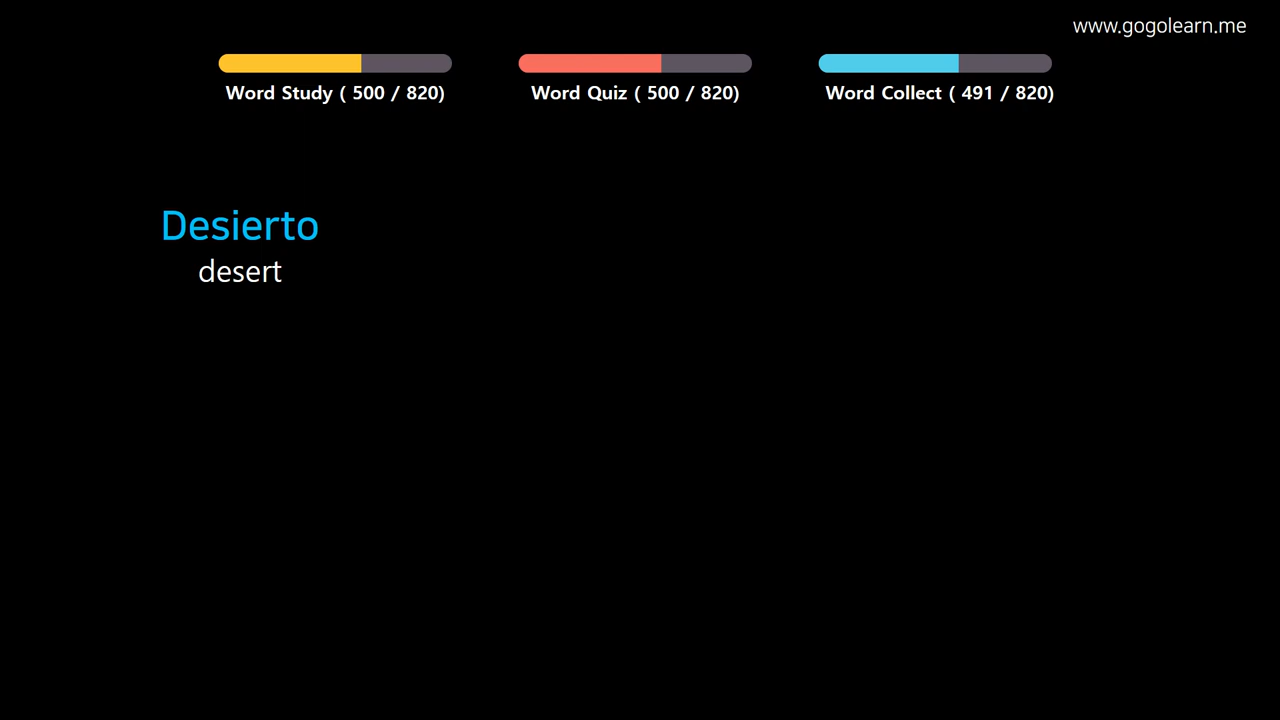 www.gogolearn.me
Word Study ( 500 / 820)
Word Quiz ( 500 / 820)
Word Collect ( 491 / 820)
Desierto
desert